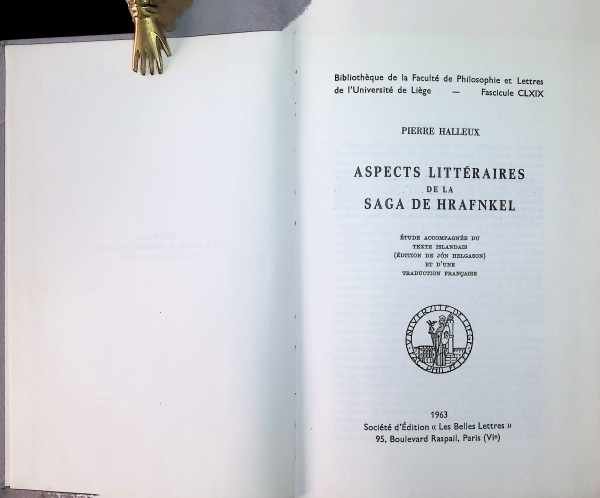 Bibliothèque de la Faculté de Philosophie et Lettres
de l'Université de Liège — Fascicule CLXIX
PIERRE HALLEUX
ASPECTS LITTÉRAIRES
DE LA
SAGA DE HRAFNKEL
ÉTUDE ACCOMPAGNÉE DU
TEXTE ISLANDAIS
(ÉDITION DE JÓN HELGASON)
ET D'UNE
TRADUCTION FRANÇAISE
1963
Société d'Édition « Les Belles Lettres »
95, Boulevard Raspail, Paris (VIe)